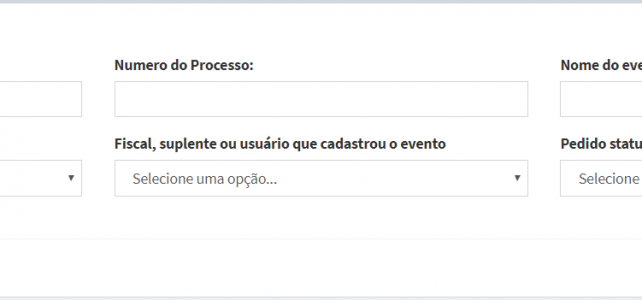 Numero do Processo:
Nome do eve
Fiscal, suplente ou usuário que cadastrou o evento
Pedido statu
Selecione uma opção...
Selecione